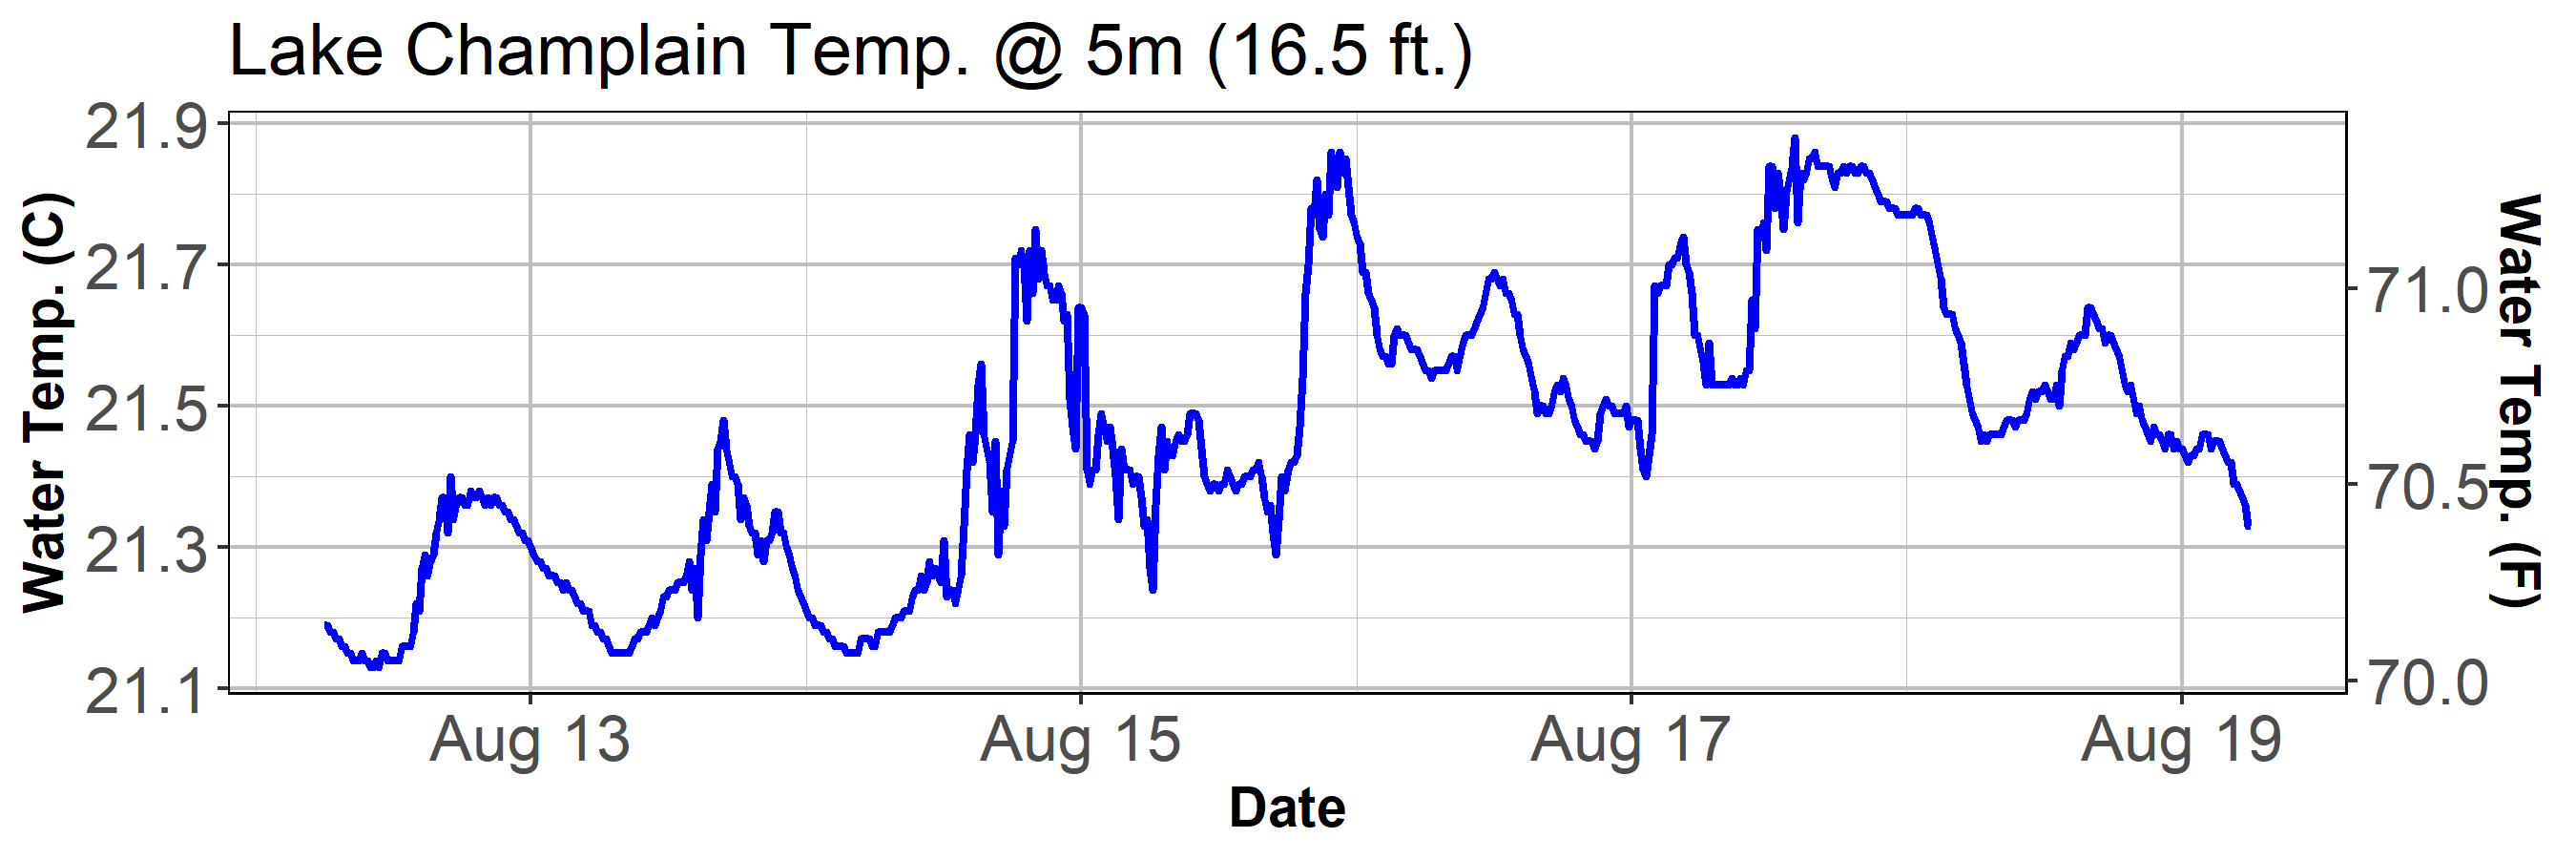 Lake Champlain Temp. @ 5m (16.5 ft.)
Water Temp. (C)
21.9
21.7
21.5
21.3
21.1
71.0
70.5
70.0
Water Temp. (F)
Aug 13
Aug 15
Aug 17
Aug 19
Date